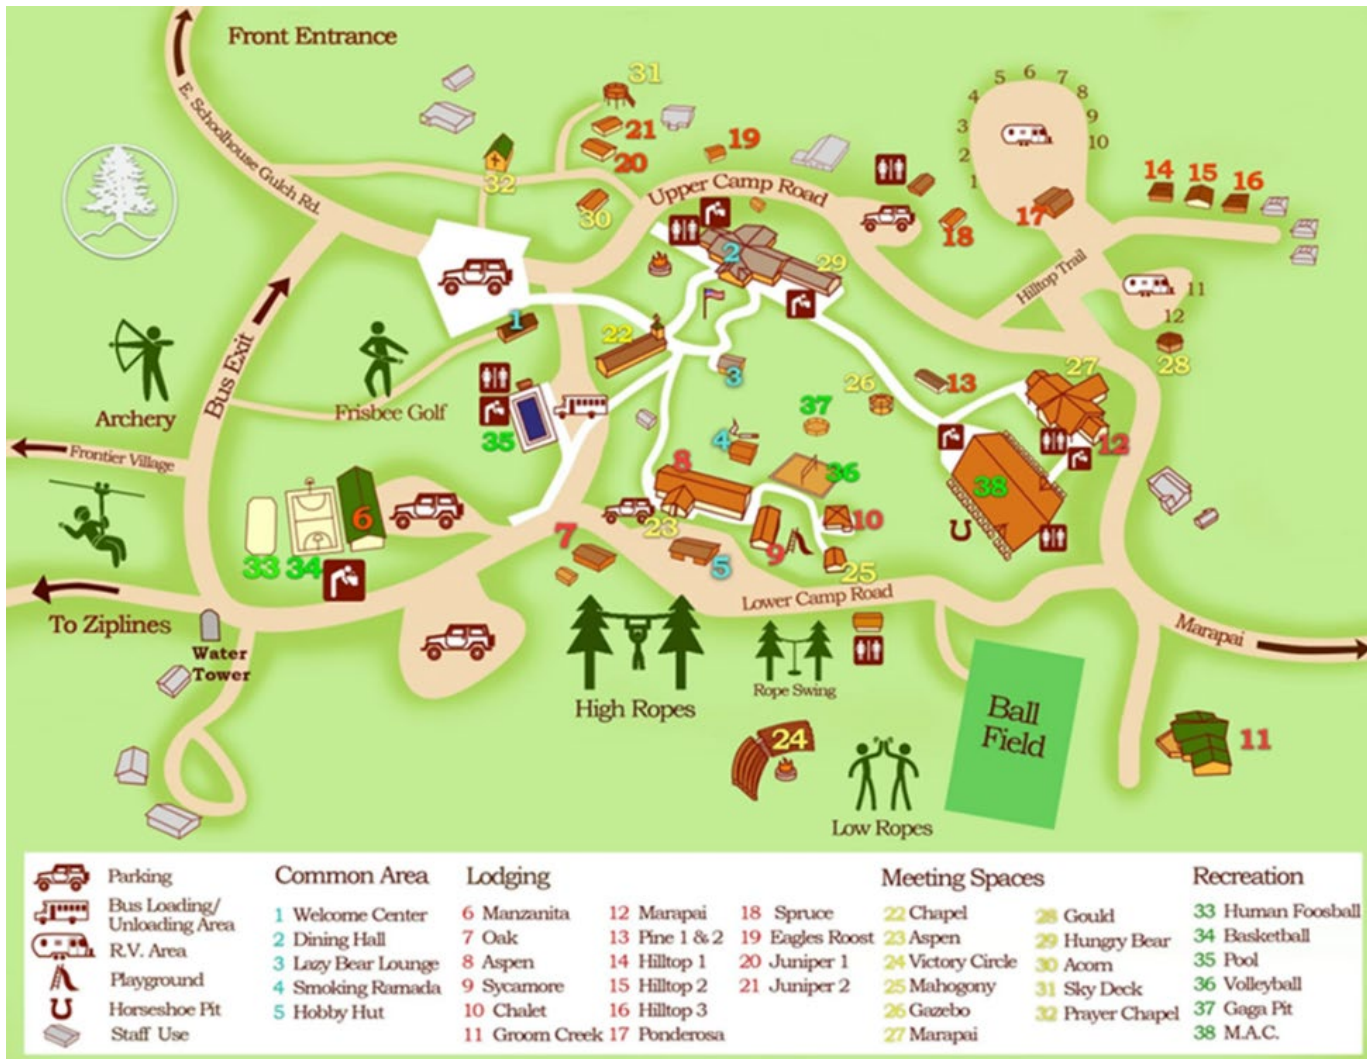 Front Entrance
31
5 6 7
4 8
E. Schoolhouse Gulch Rd.
21
19
3 9
20
2 10
32
Upper Camp Road
14 15 16
1
30
17
18
2
29
Hilltop Trail
11
1
22
12
28
Bus Exit
3
27
26
13
Archery
Frisbee Golf
37
35
4
12
Frontier Village
8
36
38
6
23
10
7
9
33 34
5
25
Lower Camp Road
To Ziplines
Marapai
Water
Tower
Rope Swing
High Ropes
Ball
Field
24
11
Low Ropes
Parking
Bus Loading/
Unloading Area
R.V. Area
Playground
Horseshoe Pit
Staff Use
Common Area
1 Welcome Center
2 Dining Hall
3 Lazy Bear Lounge
4 Smoking Ramada
5 Hobby Hut
Lodging
6 Manzanita
7 Oak
8 Aspen
9 Sycamore
10 Chalet
11 Groom Creek
12 Marapai
13 Pine 1 & 2
14 Hilltop 1
15 Hilltop 2
16 Hilltop 3
17 Ponderosa
18 Spruce
19 Eagles Roost
20 Juniper 1
21 Juniper 2
Meeting Spaces
22 Chapel
23 Aspen
24 Victory Circle
25 Mahogony
26 Gazebo
27 Marapai
28 Gould
29 Hungry Bear
30 Acorn
31 Sky Deck
32 Prayer Chapel
Recreation
33 Human Foosball
34 Basketball
35 Pool
36 Volleyball
37 Gaga Pit
38 M.A.C.